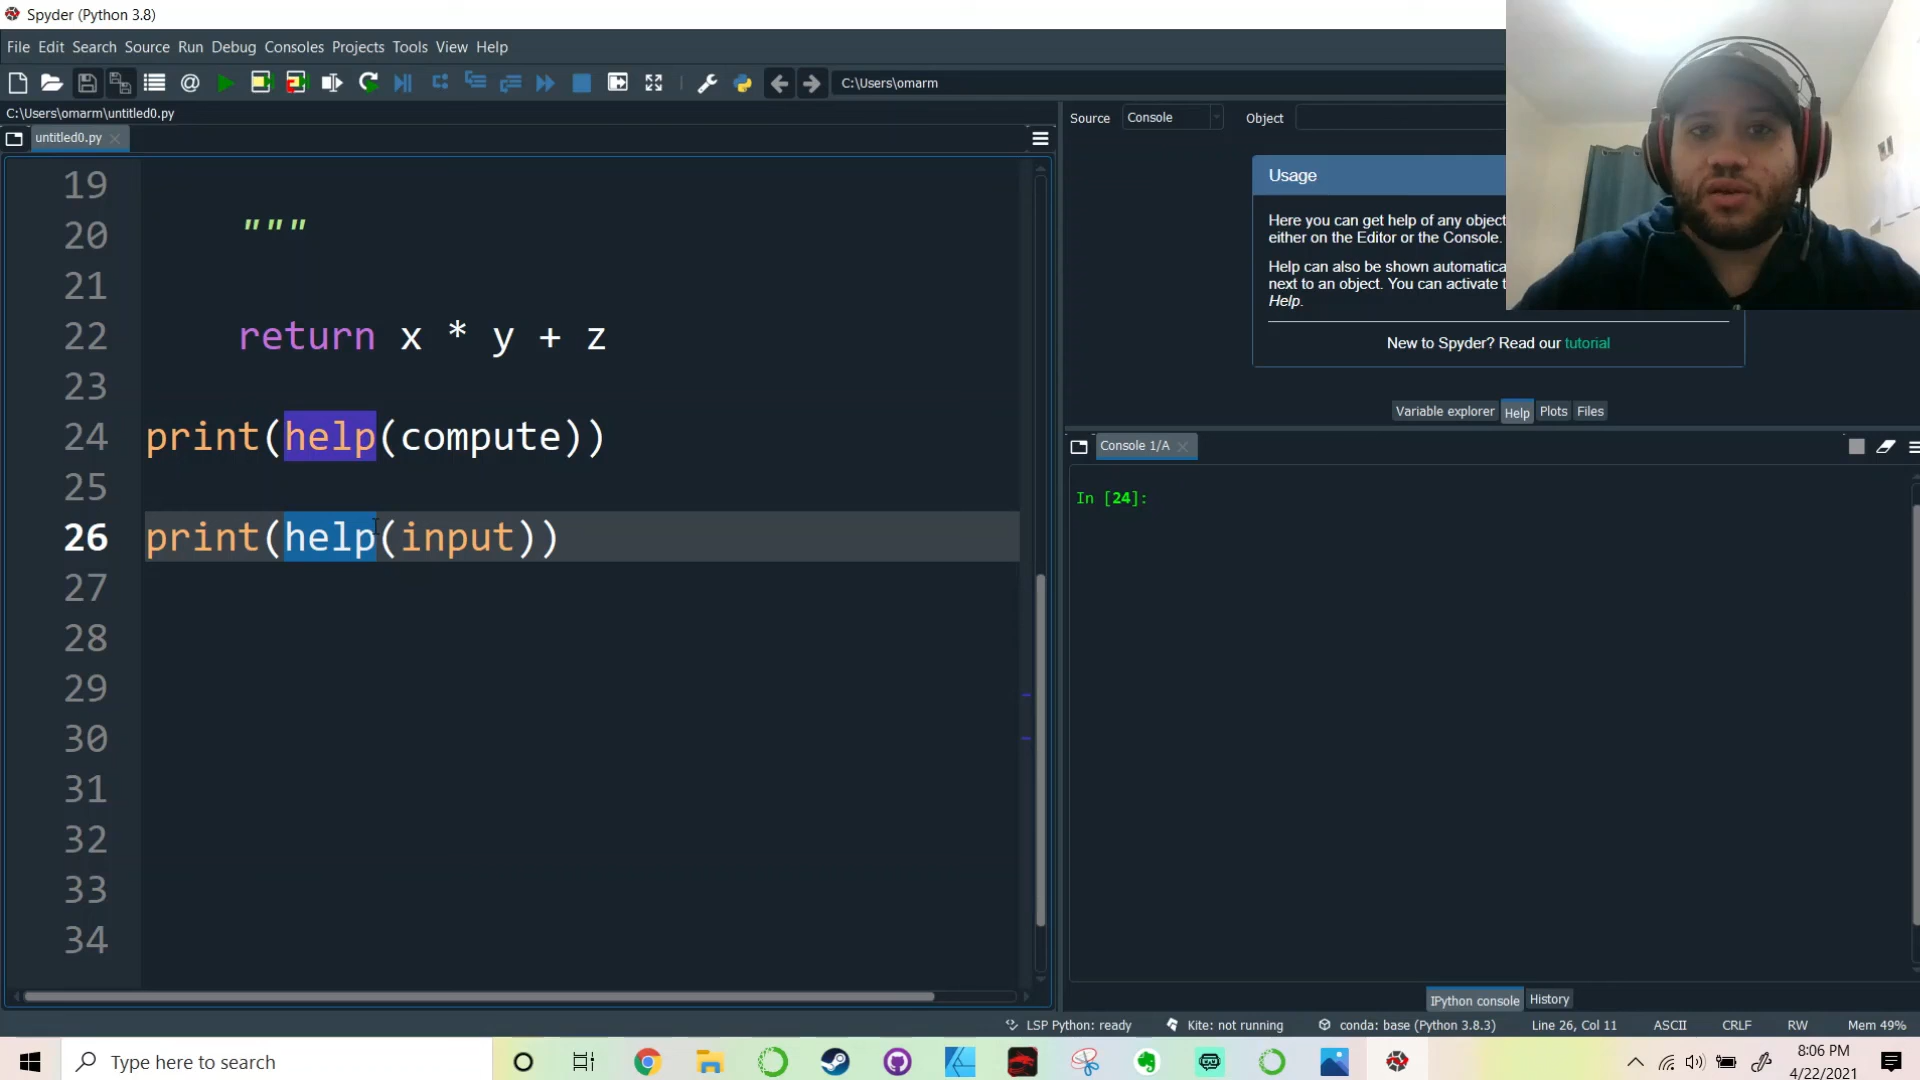 Spyder (Python 3.8)
File Edit Search Source Run Debug Consoles Projects Tools View Help
C:\Users\omarm
C:\Users\omarm\untitled0.py
untitled0.py
Source Console Object
19
20 """
21
22 return x * y + z
23
24 print(help(compute))
25
26 print(help(input))
27
28
29
30
31
32
33
34
Usage
Here you can get help of any object
either on the Editor or the Console.
Help can also be shown automatica
next to an object. You can activate t
Help.
New to Spyder? Read our tutorial
Variable explorer Help Plots Files
Console 1/A
In [24]:
IPython console History
LSP Python: ready Kite: not running conda: base (Python 3.8.3) Line 26, Col 11 ASCII CRLF RW Mem 49%
Type here to search
8:06 PM
4/22/2021